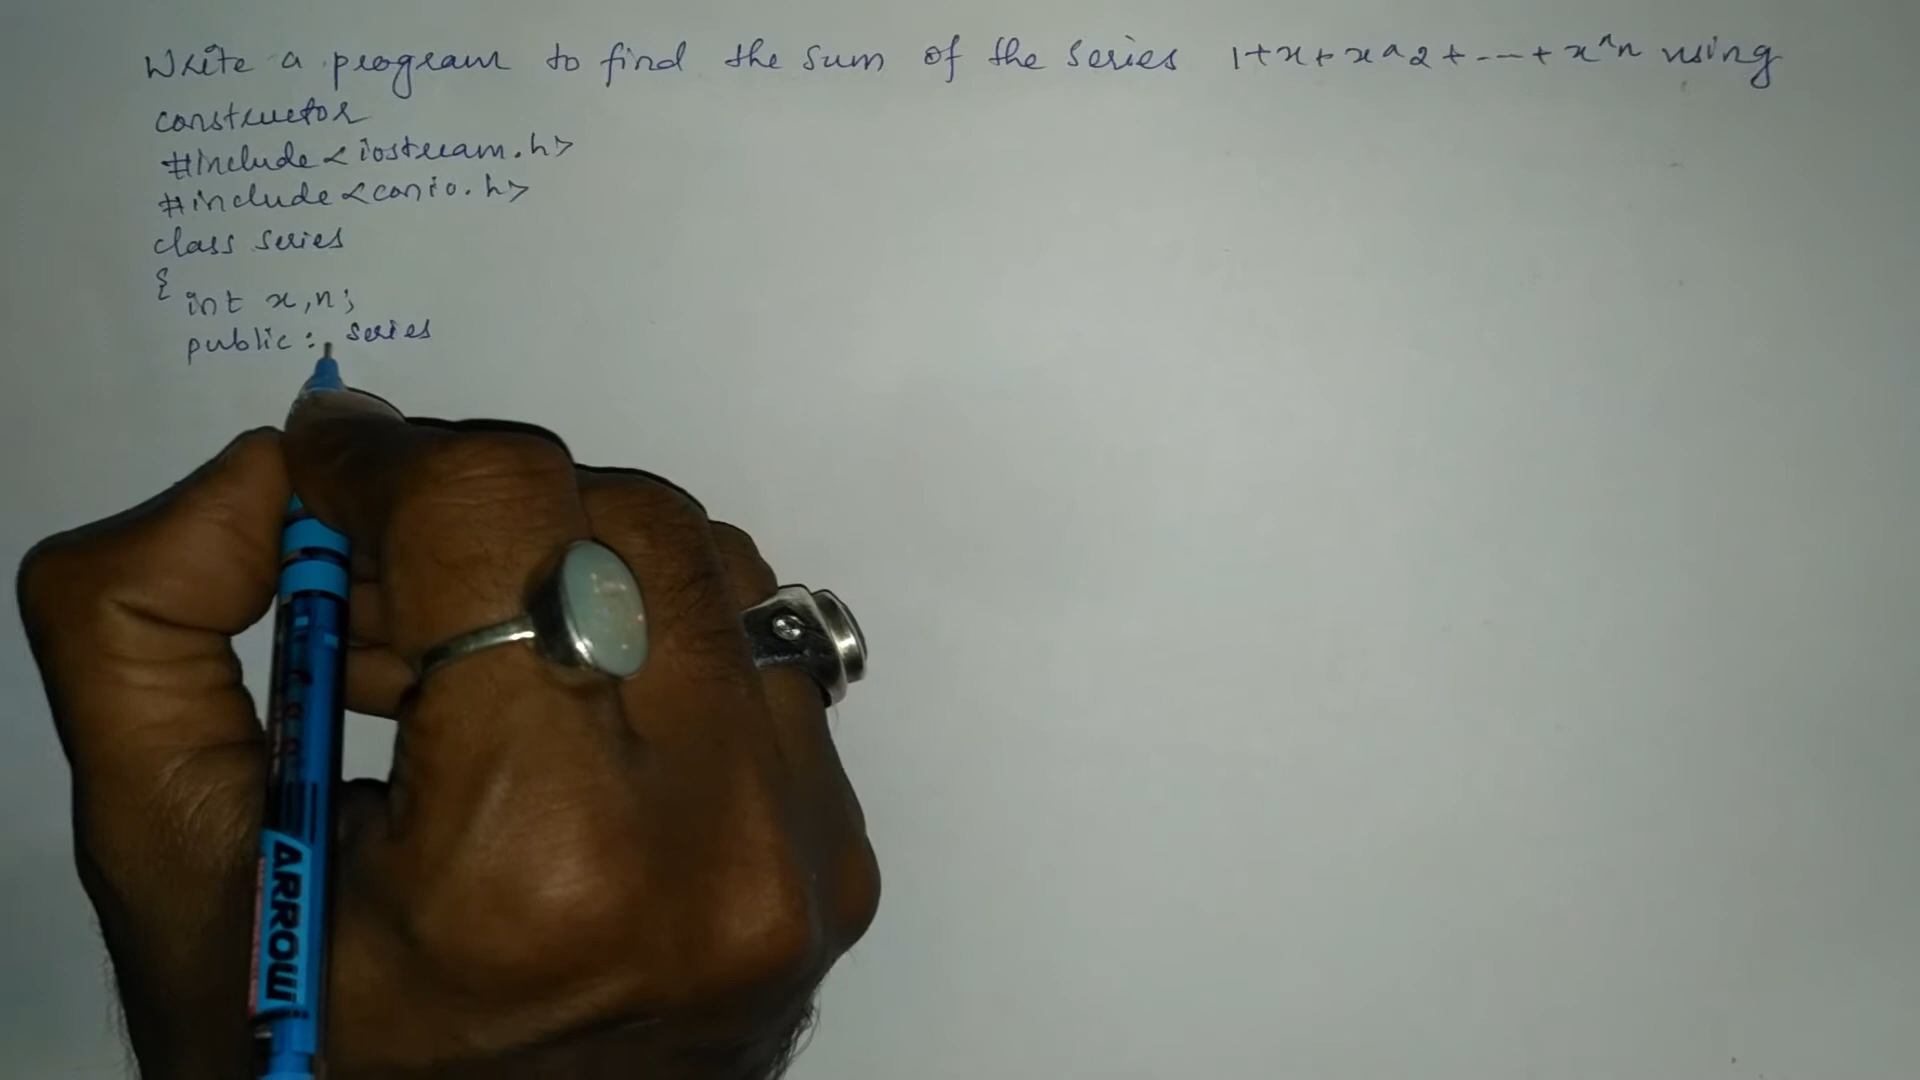 Write a program to find the sum of the series 1+x+x^2+---+x^n using
constructor
#include<iostream.h>
#include<conio.h>
class series
{
int x,n;
public: series
ARROW